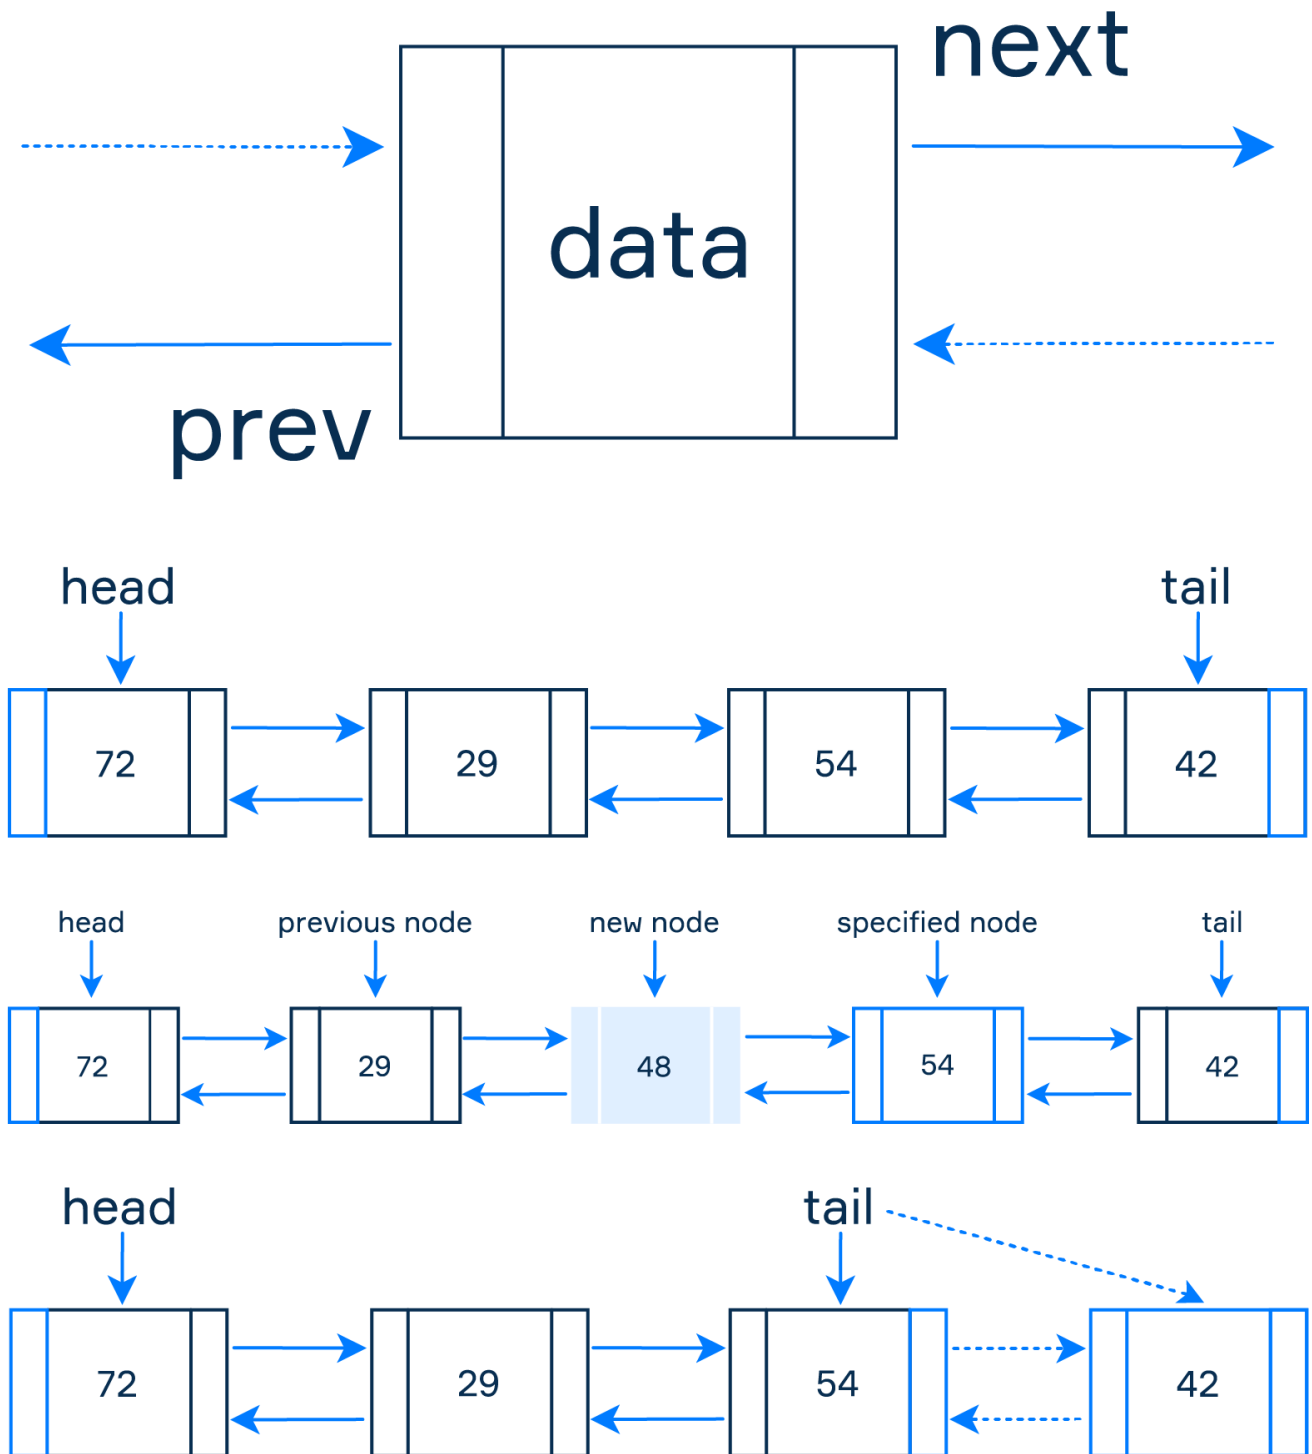 next
data
prev
head tail
72 29 54 42
head previous node new node specified node tail
72 29 48 54 42
head tail
72 29 54 42